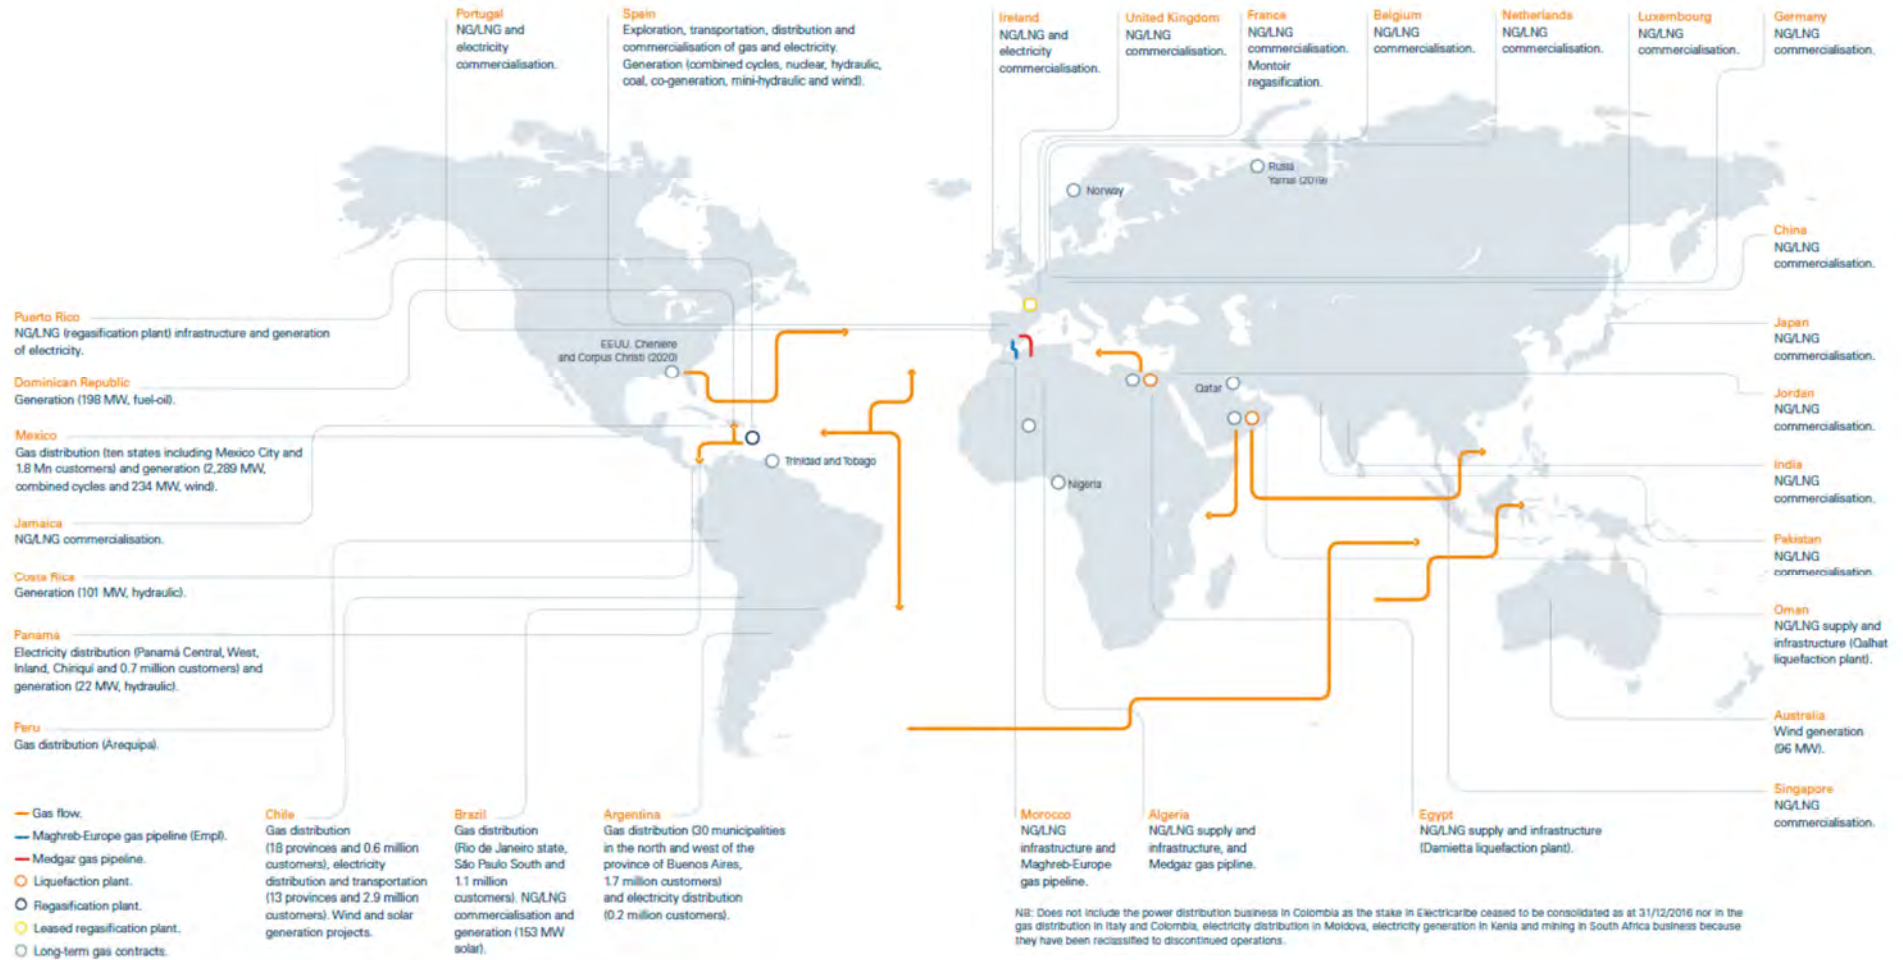 Portugal
NG/LNG and
electricity
commercialisation.
Spain
Exploration, transportation, distribution and
commercialisation of gas and electricity.
Generation (combined cycles, nuclear, hydraulic,
coal, co-generation, mini-hydraulic and wind).
Ireland
NG/LNG and
electricity
commercialisation.
United Kingdom
NG/LNG
commercialisation.
France
NG/LNG
commercialisation.
Montoir
regasification.
Belgium
NG/LNG
commercialisation.
Netherlands
NG/LNG
commercialisation.
Luxembourg
NG/LNG
commercialisation.
Germany
NG/LNG
commercialisation.
Rusia
Yamal (2019)
Norway
China
NG/LNG
commercialisation.
Puerto Rico
NG/LNG (regasification plant) infrastructure and generation
of electricity.
EEUU. Cheniere
and Corpus Christi (2020)
Japan
NG/LNG
commercialisation.
Dominican Republic
Generation (198 MW, fuel-oil).
Qatar
Jordan
NG/LNG
commercialisation.
Mexico
Gas distribution (ten states including Mexico City and
1.8 Mn customers) and generation (2,289 MW,
combined cycles and 234 MW, wind).
Trinidad and Tobago
Nigeria
India
NG/LNG
commercialisation.
Jamaica
NG/LNG commercialisation.
Pakistan
NG/LNG
commercialisation.
Costa Rica
Generation (101 MW, hydraulic).
Oman
NG/LNG supply and
infrastructure (Qalhat
liquefaction plant).
Panamá
Electricity distribution (Panamá Central, West,
Inland, Chiriqui and 0.7 million customers) and
generation (22 MW, hydraulic).
Peru
Gas distribution (Arequipa).
Australia
Wind generation
(96 MW).
Singapore
NG/LNG
commercialisation.
Gas flow.
Maghreb-Europe gas pipeline (Empl).
Medgaz gas pipeline.
Liquefaction plant.
Regasification plant.
Leased regasification plant.
Long-term gas contracts.
Chile
Gas distribution
(18 provinces and 0.6 million
customers), electricity
distribution and transportation
(13 provinces and 2.9 million
customers). Wind and solar
generation projects.
Brazil
Gas distribution
(Rio de Janeiro state,
São Paulo South and
1.1 million
customers). NG/LNG
commercialisation and
generation (153 MW
solar).
Argentina
Gas distribution (30 municipalities
in the north and west of the
province of Buenos Aires,
1.7 million customers)
and electricity distribution
(0.2 million customers).
Morocco
NG/LNG
infrastructure and
Maghreb-Europe
gas pipeline.
Algeria
NG/LNG supply and
infrastructure, and
Medgaz gas pipline.
Egypt
NG/LNG supply and infrastructure
(Damietta liquefaction plant).
NB: Does not include the power distribution business in Colombia as the stake in Electricaribe ceased to be consolidated as at 31/12/2016 nor in the
gas distribution in Italy and Colombia, electricity distribution in Moldova, electricity generation in Kenia and mining in South Africa business because
they have been reclassified to discontinued operations.